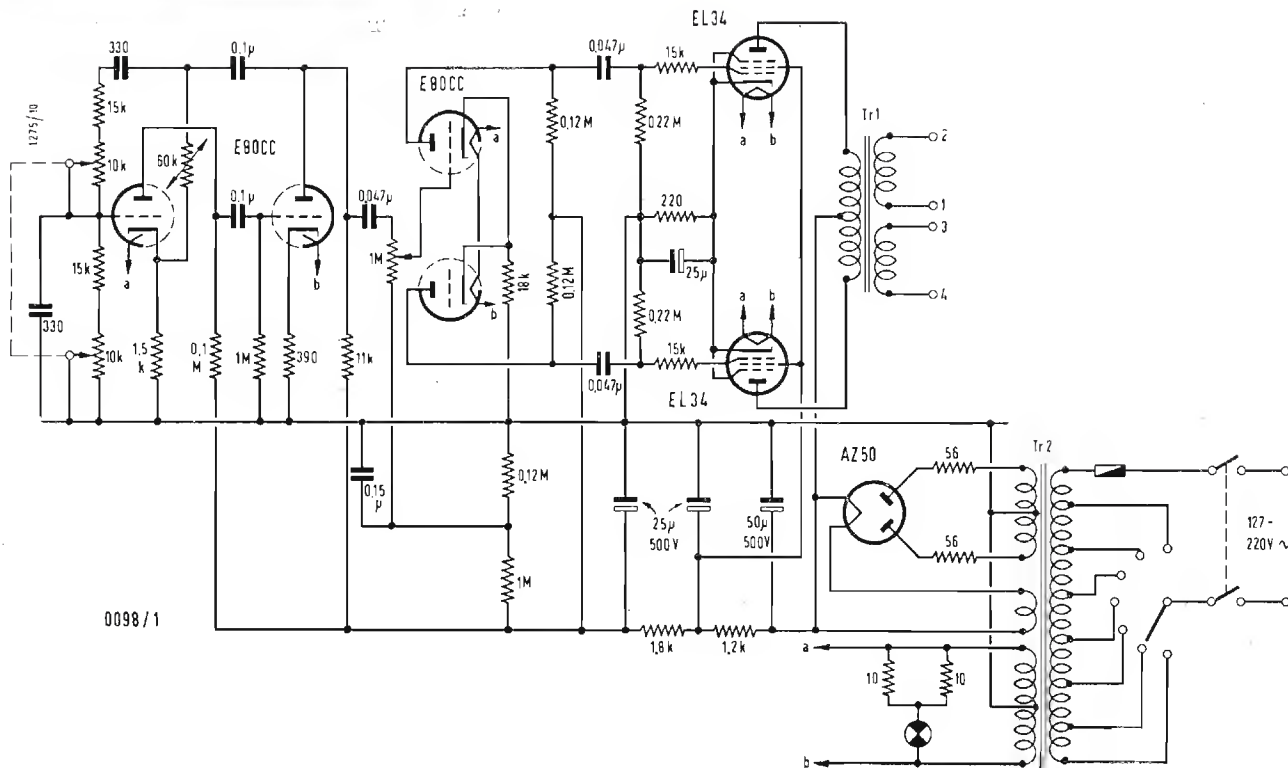 EL34
330
0,1µ
0,047µ
15k
E80CC
1275/10
15k
a
0,12M
0,22M
a
b
Tr1
2
10k
60k
E80CC
0,1µ
0,047µ
220
1
3
15k
a
b
1M
18k
0,12M
25µ
a
b
4
330
b
0,22M
10k
1,5
k
0,1
M
1M
390
11k
15k
0,047µ
EL34
AZ50
56
Tr2
0,15
µ
0,12M
25µ
500V
50µ
500V
56
127-
220V ~
1M
0098/1
1,8k
1,2k
a
10
10
b